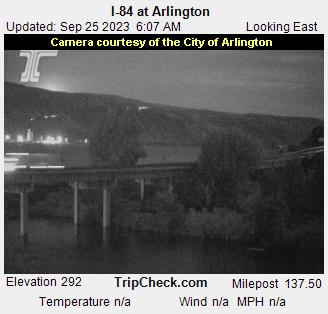 I-84 at Arlington
Updated: Sep 25 2023 6:07 AM Looking East
Camera courtesy of the City of Arlington
Elevation 292 TripCheck.com Milepost 137.50
Temperature n/a Wind n/a MPH n/a